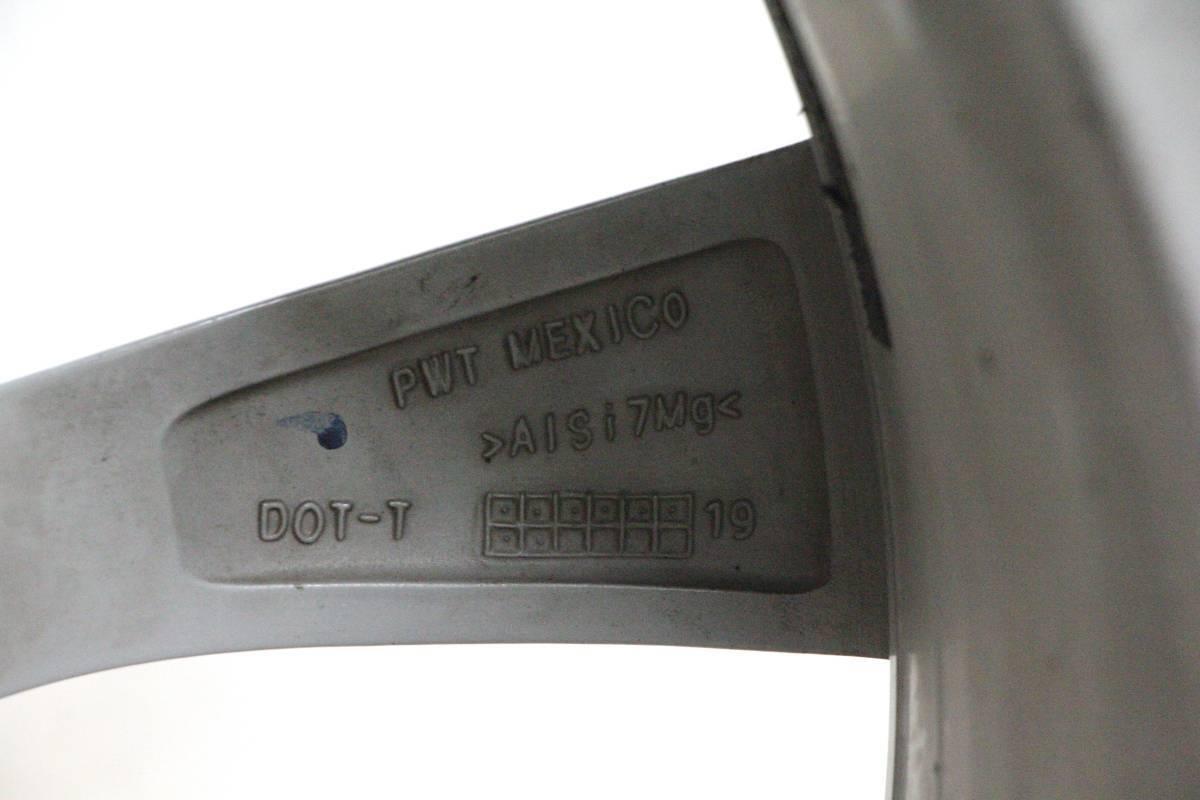 PWT MEXICO
>AlSi7Mg<
DOT-T 19